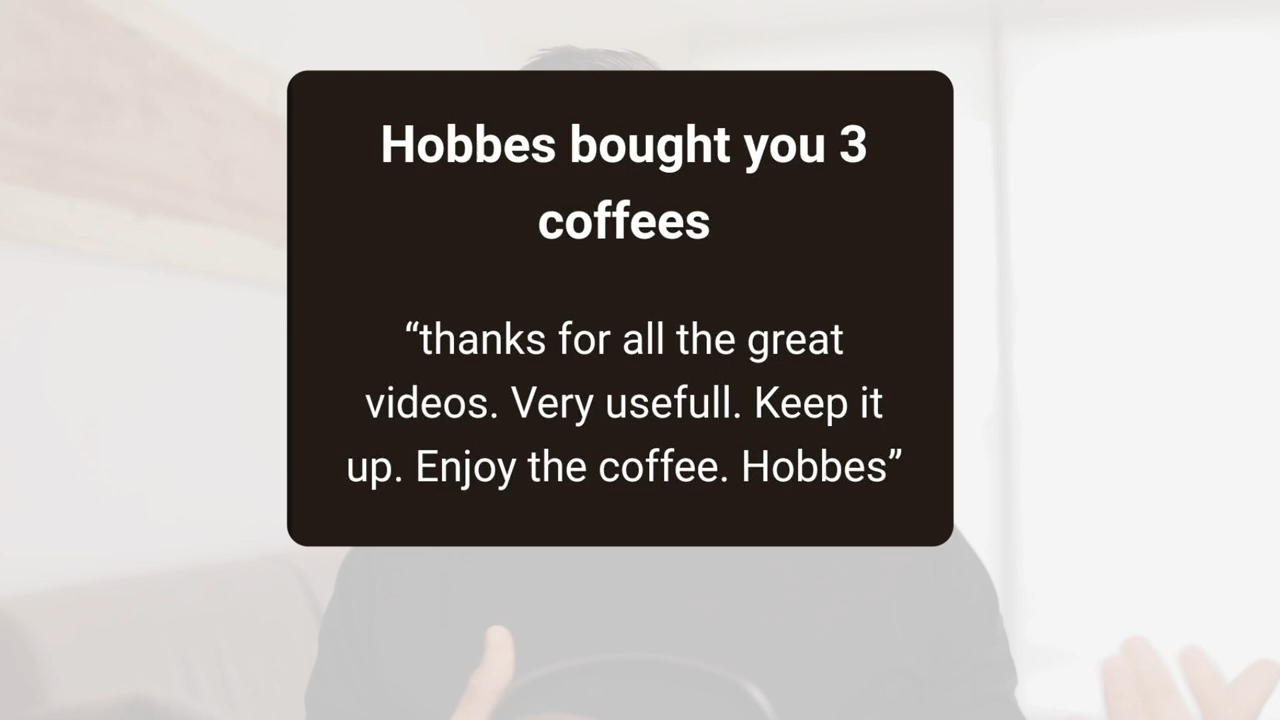 Hobbes bought you 3
coffees
“thanks for all the great
videos. Very usefull. Keep it
up. Enjoy the coffee. Hobbes”